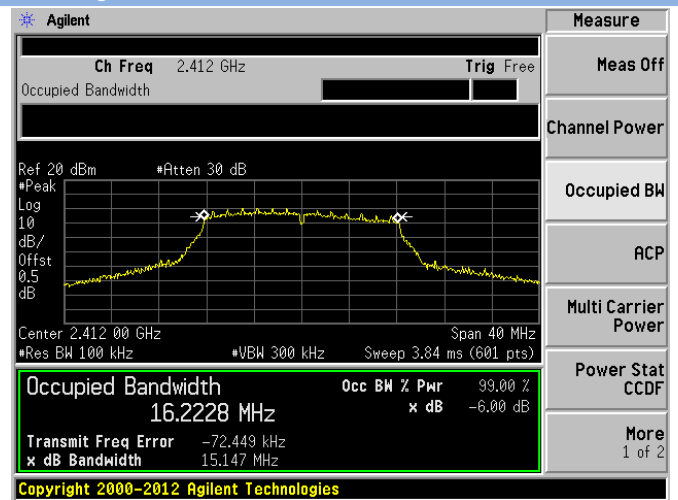 Agilent
Measure
Ch Freq 2.412 GHz Trig Free
Occupied Bandwidth
Meas Off
Channel Power
Occupied BW
ACP
Multi Carrier
Power
Power Stat
CCDF
More
1 of 2
Ref 20 dBm #Atten 30 dB
#Peak
Log
10
dB/
Offst
0.5
dB
Center 2.412 00 GHz Span 40 MHz
#Res BW 100 kHz #VBW 300 kHz Sweep 3.84 ms (601 pts)
Occupied Bandwidth Occ BW % Pwr 99.00 %
16.2228 MHz x dB -6.00 dB
Transmit Freq Error -72.449 kHz
x dB Bandwidth 15.147 MHz
Copyright 2000-2012 Agilent Technologies